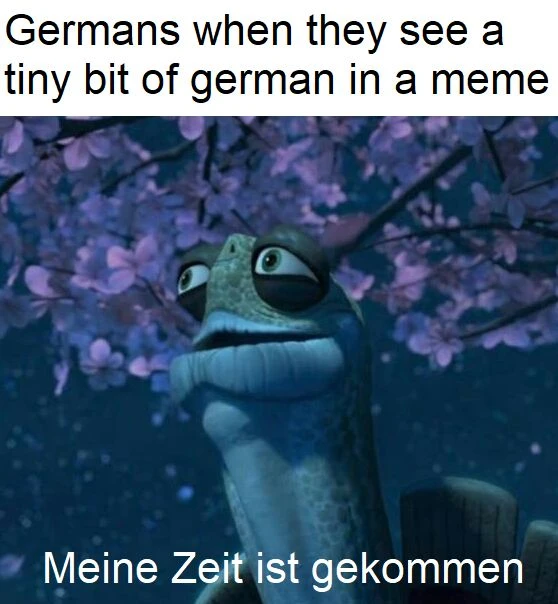 Germans when they see a
tiny bit of german in a meme
Meine Zeit ist gekommen